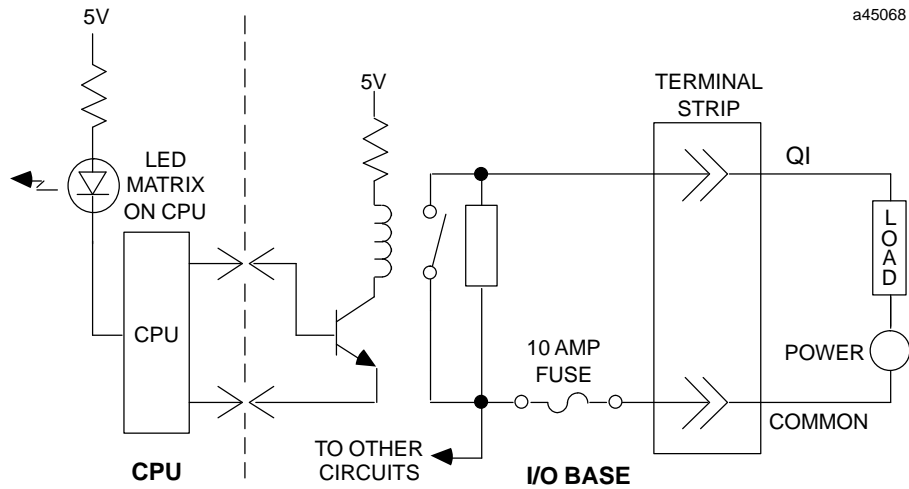 5V
a45068
5V
TERMINAL
STRIP
LED
MATRIX
ON CPU
QI
LOAD
CPU
10 AMP
FUSE
POWER
COMMON
TO OTHER
CIRCUITS
CPU
I/O BASE